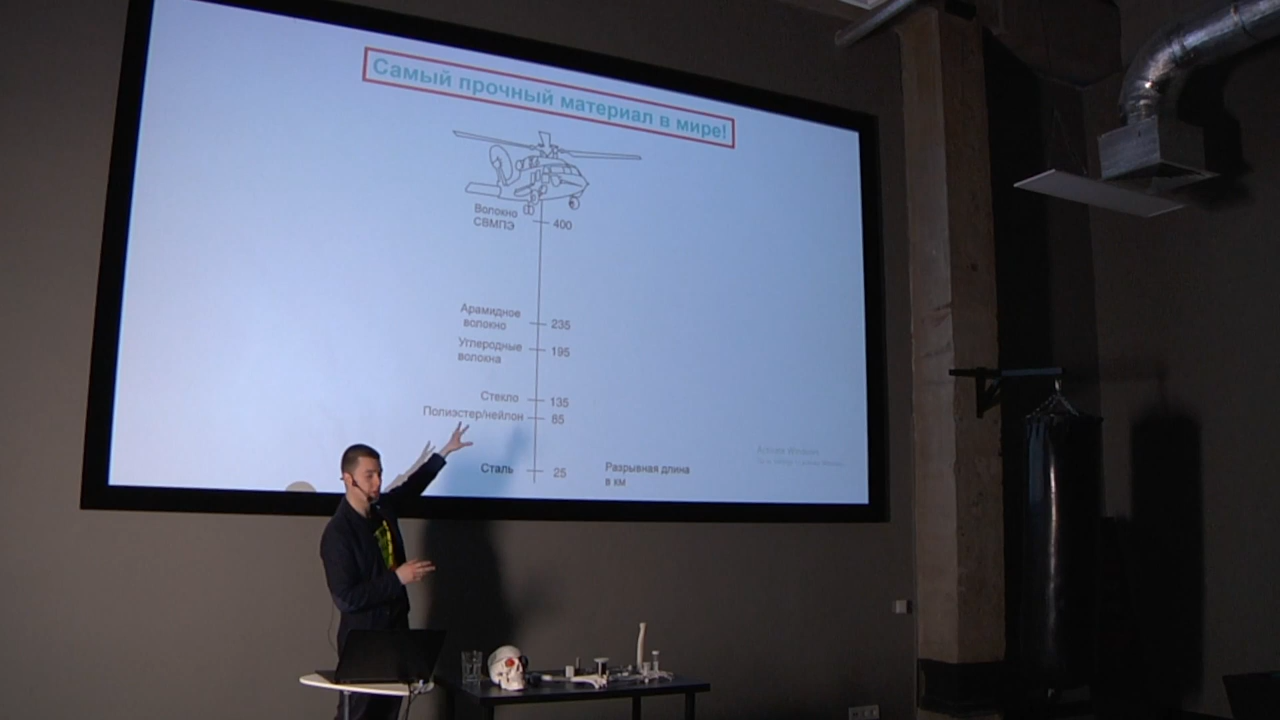 Самый прочный материал в мире!
Волокно
СВМПЭ
400
Арамидное
волокно
235
Углеродные
волокна
195
Стекло
135
Полиэстер/нейлон
85
Сталь
25
Разрывная длина
в км